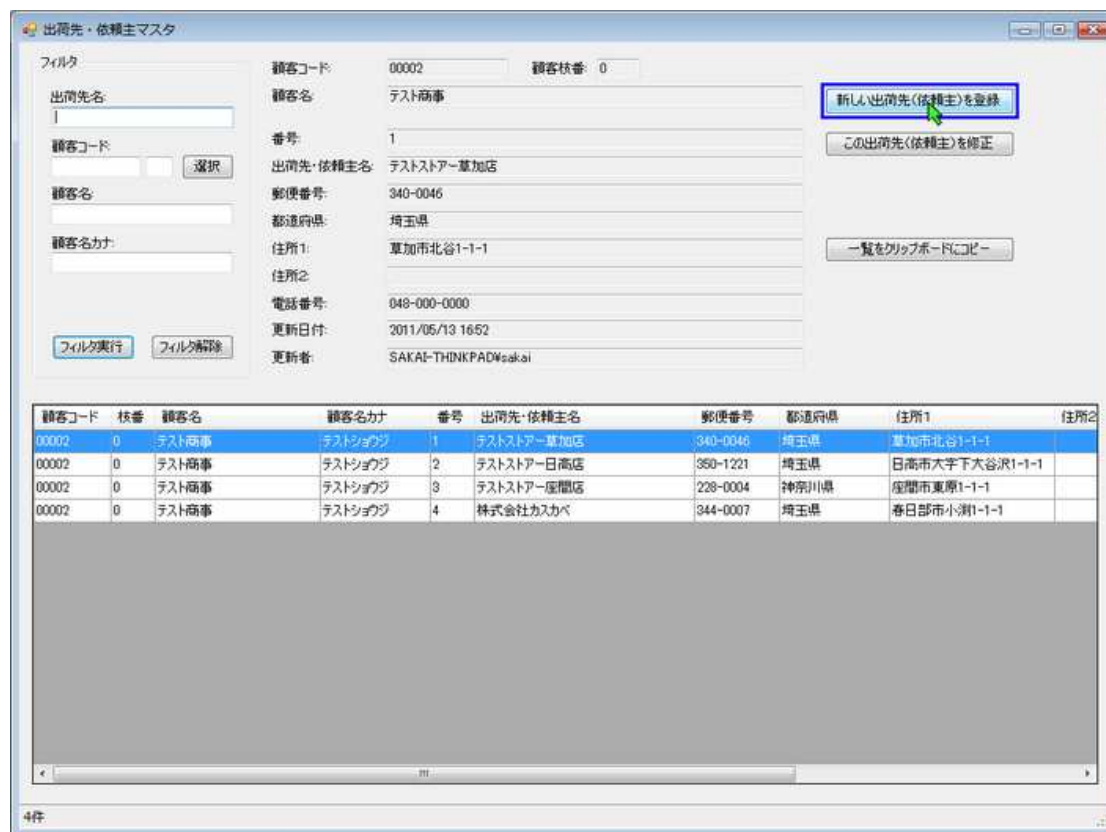 出荷先・依頼主マスタ
フィルタ
出荷先名:
顧客コード:
選択
顧客名:
顧客名カナ:
フィルタ実行 フィルタ解除
顧客コード: 00002 顧客枝番: 0
顧客名: テスト商事
番号: 1
出荷先・依頼主名: テストストアー草加店
郵便番号: 340-0046
都道府県: 埼玉県
住所1: 草加市北谷1-1-1
住所2:
電話番号: 048-000-0000
更新日付: 2011/05/13 16:52
更新者: SAKAI-THINKPAD¥sakai
新しい出荷先(依頼主)を登録
この出荷先(依頼主)を修正
一覧をクリップボードにコピー
顧客コード 枝番 顧客名 顧客名カナ 番号 出荷先・依頼主名 郵便番号 都道府県 住所1 住所2
00002 0 テスト商事 テストショウジ 1 テストストアー草加店 340-0046 埼玉県 草加市北谷1-1-1
00002 0 テスト商事 テストショウジ 2 テストストアー日高店 350-1221 埼玉県 日高市大字下大谷沢1-1-1
00002 0 テスト商事 テストショウジ 3 テストストアー座間店 228-0004 神奈川県 座間市東原1-1-1
00002 0 テスト商事 テストショウジ 4 株式会社カスカベ 344-0007 埼玉県 春日部市小渕1-1-1
4件